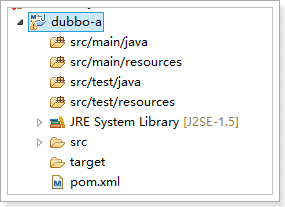 dubbo-a
src/main/java
src/main/resources
src/test/java
src/test/resources
JRE System Library [J2SE-1.5]
src
target
pom.xml